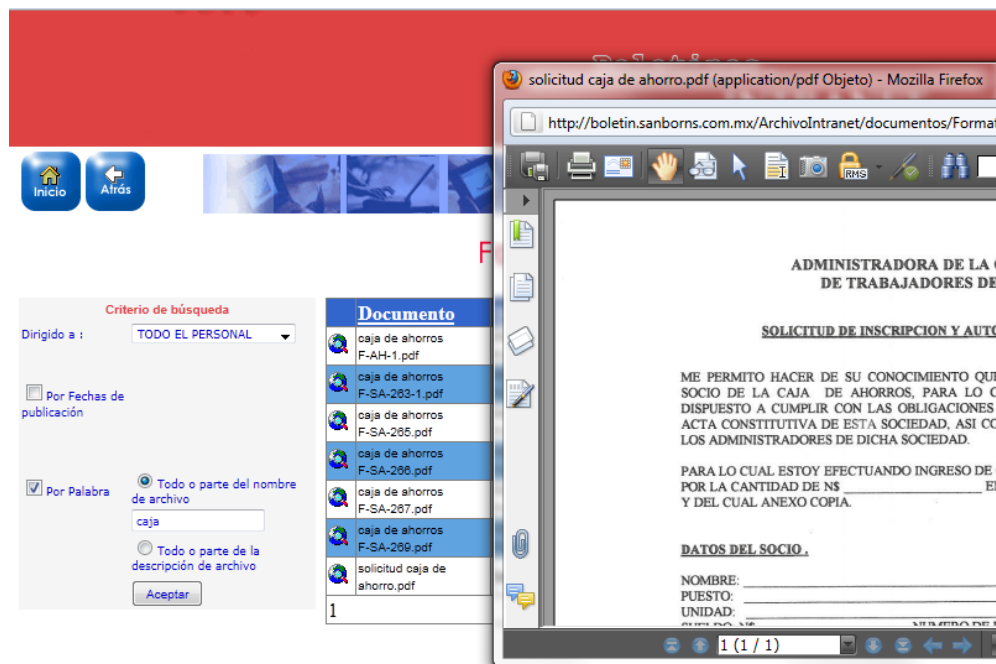 solicitud caja de ahorro.pdf (application/pdf Objeto) - Mozilla Firefox
http://boletin.sanborns.com.mx/ArchivoIntranet/documentos/Format
Inicio
Atrás
RMS
F
Criterio de búsqueda
Dirigido a :
TODO EL PERSONAL
Por Fechas de
publicación
Por Palabra
Todo o parte del nombre
de archivo
caja
Todo o parte de la
descripción de archivo
Aceptar
Documento
caja de ahorros
F-AH-1.pdf
caja de ahorros
F-SA-263-1.pdf
caja de ahorros
F-SA-265.pdf
caja de ahorros
F-SA-266.pdf
caja de ahorros
F-SA-267.pdf
caja de ahorros
F-SA-269.pdf
solicitud caja de
ahorro.pdf
1
ADMINISTRADORA DE LA
DE TRABAJADORES DE
SOLICITUD DE INSCRIPCION Y AUTO
ME PERMITO HACER DE SU CONOCIMIENTO QUE
SOCIO DE LA CAJA DE AHORROS, PARA LO
DISPUESTO A CUMPLIR CON LAS OBLIGACIONES
ACTA CONSTITUTIVA DE ESTA SOCIEDAD, ASI CO
LOS ADMINISTRADORES DE DICHA SOCIEDAD.
PARA LO CUAL ESTOY EFECTUANDO INGRESO DE
POR LA CANTIDAD DE N$ EN
Y DEL CUAL ANEXO COPIA.
DATOS DEL SOCIO .
NOMBRE:
PUESTO:
UNIDAD:
1 (1 / 1)